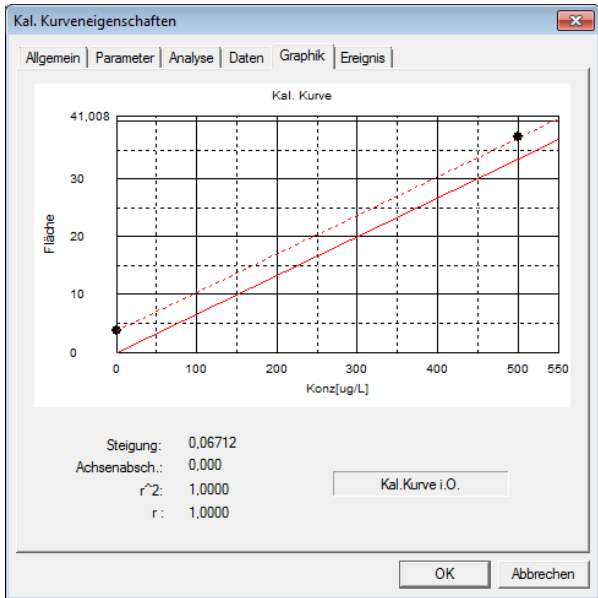 Kal. Kurveneigenschaften
Allgemein Parameter Analyse Daten Graphik Ereignis
Kal. Kurve
41,008
30
20
10
0
Fläche
0 100 200 300 400 500 550
Konz[ug/L]
Steigung: 0,06712
Achsenabsch.: 0,000
r^2: 1,0000
r : 1,0000
Kal.Kurve i.O.
OK Abbrechen